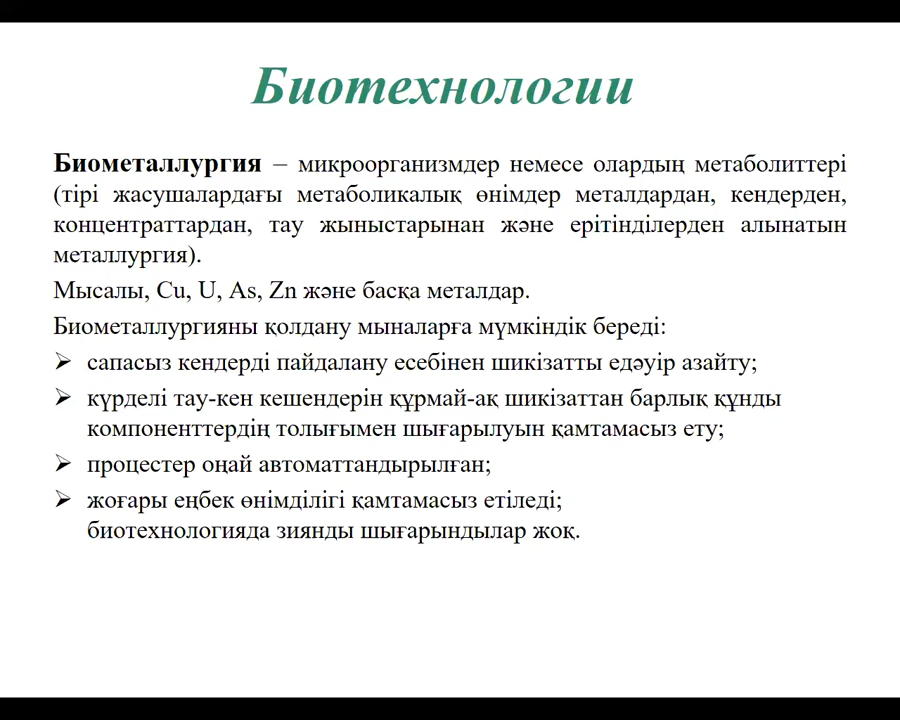 Биотехнологии
Биометаллургия – микроорганизмдер немесе олардың метаболиттері
(тірі жасушалардағы метаболикалық өнімдер металдардан, кендерден,
концентраттардан, тау жыныстарынан және ерітінділерден алынатын
металлургия).
Мысалы, Cu, U, As, Zn және басқа металдар.
Биометаллургияны қолдану мыналарға мүмкіндік береді:
➢ сапасыз кендерді пайдалану есебінен шикізатты едәуір азайту;
➢ күрделі тау-кен кешендерін құрмай-ақ шикізаттан барлық құнды
компоненттердің толығымен шығарылуын қамтамасыз ету;
➢ процестер оңай автоматтандырылған;
➢ жоғары еңбек өнімділігі қамтамасыз етіледі;
биотехнологияда зиянды шығарындылар жоқ.